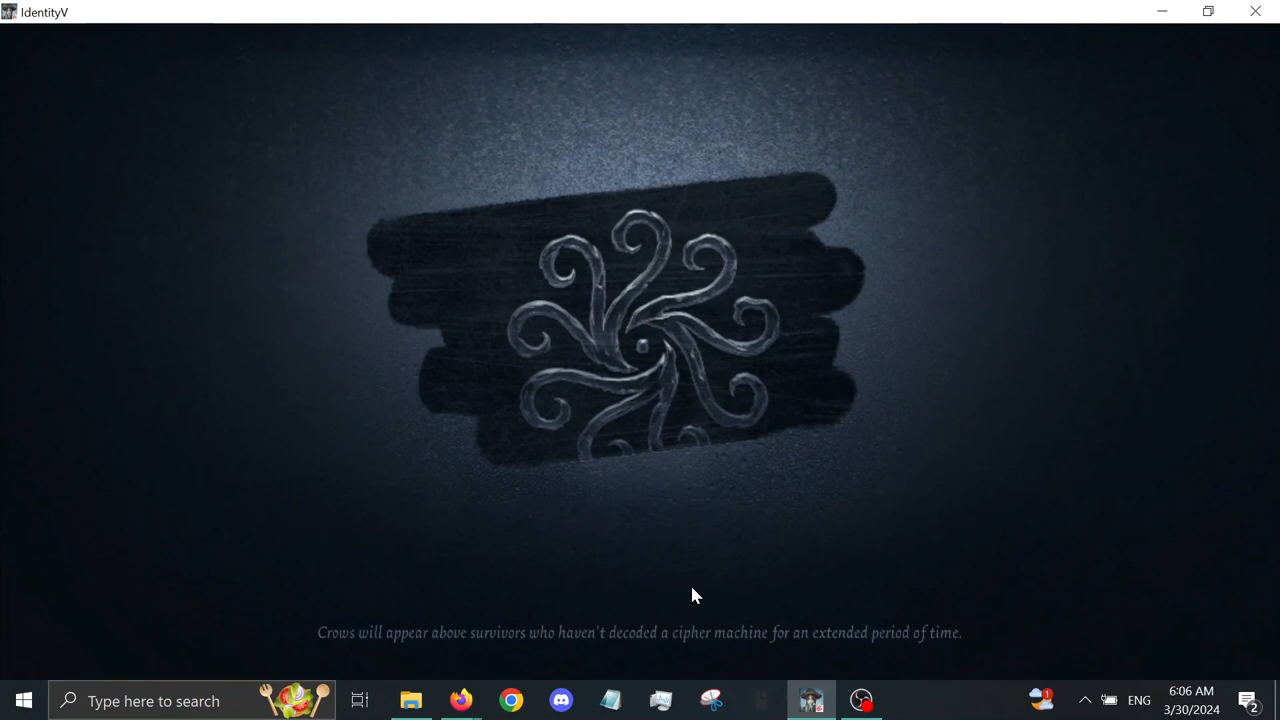 IdentityV
Crows will appear above survivors who haven't decoded a cipher machine for an extended period of time.
Type here to search
1
ENG
6:06 AM
3/30/2024
2